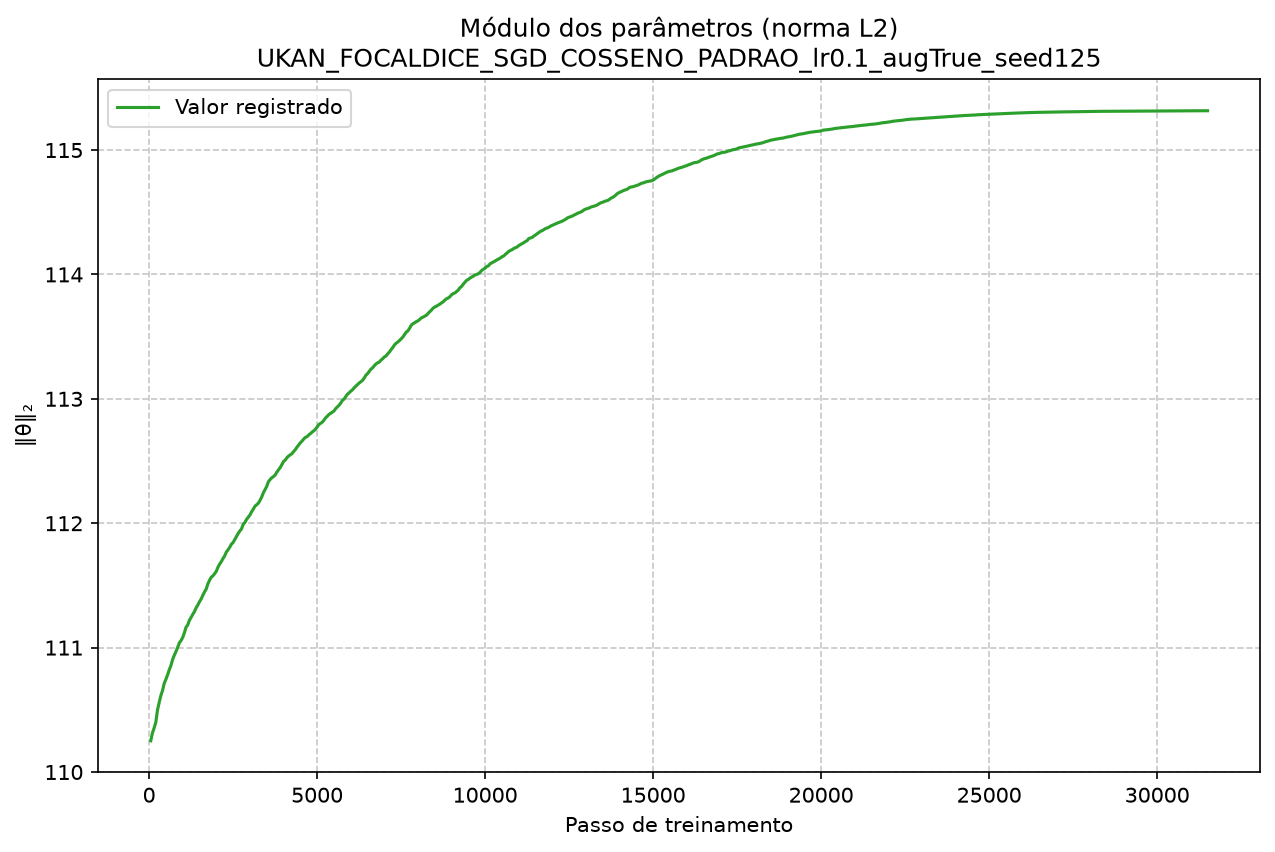 Módulo dos parâmetros (norma L2)
UKAN_FOCALDICE_SGD_COSSENO_PADRAO_lr0.1_augTrue_seed125
Valor registrado
115
114
113
112
111
110
‖θ‖₂
0 5000 10000 15000 20000 25000 30000
Passo de treinamento